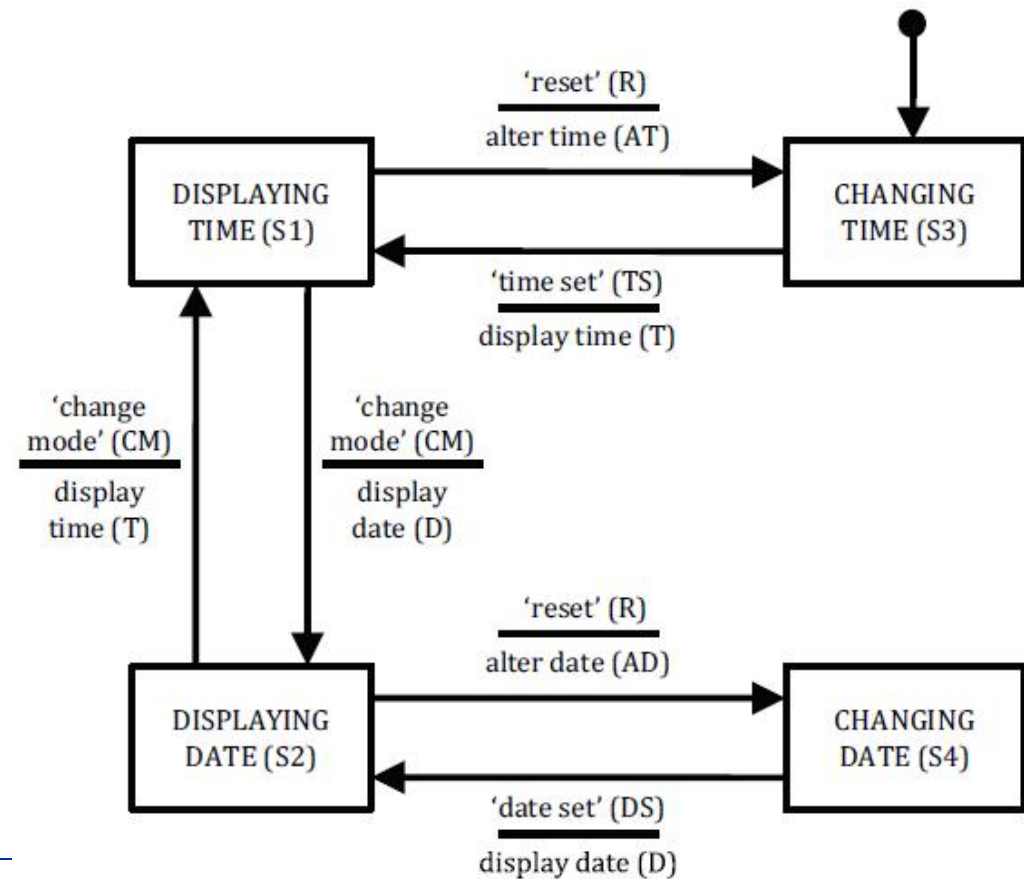 ‘reset’ (R)
alter time (AT)
DISPLAYING
TIME (S1)
CHANGING
TIME (S3)
‘time set’ (TS)
display time (T)
‘change
mode’ (CM)
display
time (T)
‘change
mode’ (CM)
display
date (D)
‘reset’ (R)
alter date (AD)
DISPLAYING
DATE (S2)
CHANGING
DATE (S4)
‘date set’ (DS)
display date (D)